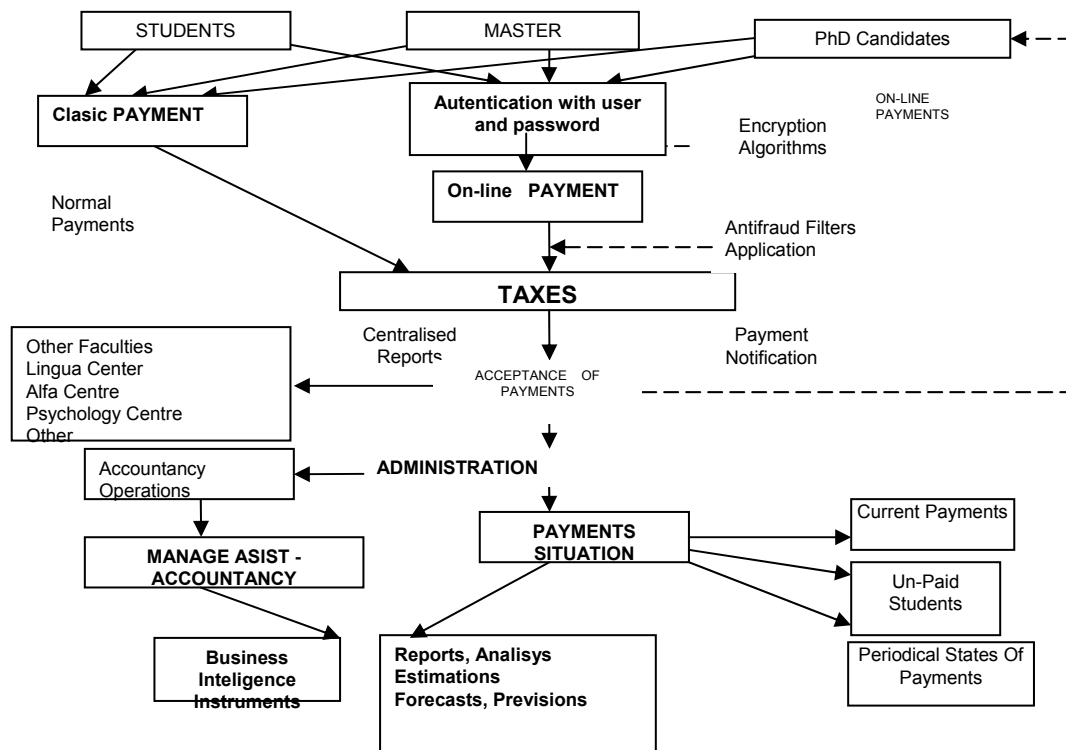 STUDENTS
MASTER
PhD Candidates
Clasic PAYMENT
Autentication with user
and password
ON-LINE
PAYMENTS
Encryption
Algorithms
On-line PAYMENT
Normal
Payments
Antifraud Filters
Application
TAXES
Centralised
Reports
Payment
Notification
Other Faculties
Lingua Center
Alfa Centre
Psychology Centre
Other
ACCEPTANCE OF
PAYMENTS
ADMINISTRATION
Accountancy
Operations
PAYMENTS
SITUATION
Current Payments
MANAGE ASIST -
ACCOUNTANCY
Un-Paid
Students
Business
Inteligence
Instruments
Reports, Analisys
Estimations
Forecasts, Previsions
Periodical States Of
Payments